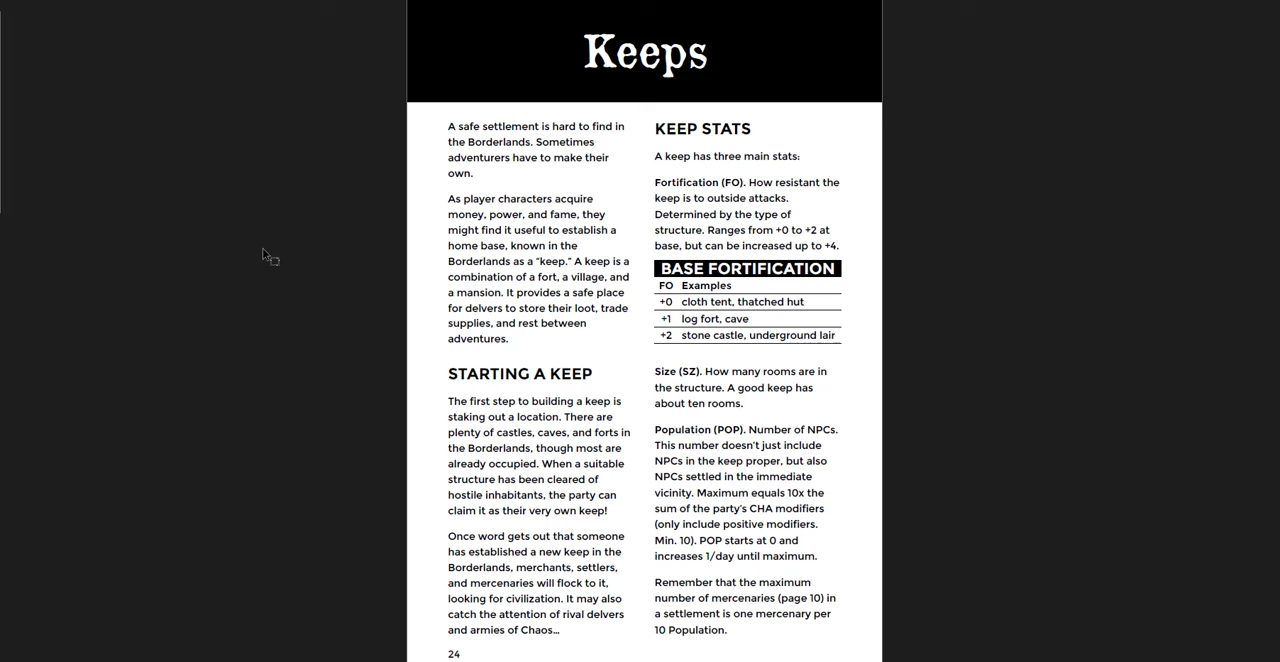 Keeps
A safe settlement is hard to find in
the Borderlands. Sometimes
adventurers have to make their
own.
As player characters acquire
money, power, and fame, they
might find it useful to establish a
home base, known in the
Borderlands as a “keep.” A keep is a
combination of a fort, a village, and
a mansion. It provides a safe place
for delvers to store their loot, trade
supplies, and rest between
adventures.
STARTING A KEEP
The first step to building a keep is
staking out a location. There are
plenty of castles, caves, and forts in
the Borderlands, though most are
already occupied. When a suitable
structure has been cleared of
hostile inhabitants, the party can
claim it as their very own keep!
Once word gets out that someone
has established a new keep in the
Borderlands, merchants, settlers,
and mercenaries will flock to it,
looking for civilization. It may also
catch the attention of rival delvers
and armies of Chaos…
KEEP STATS
A keep has three main stats:
Fortification (FO). How resistant the
keep is to outside attacks.
Determined by the type of
structure. Ranges from +0 to +2 at
base, but can be increased up to +4.
BASE FORTIFICATION
FO Examples
+0 cloth tent, thatched hut
+1 log fort, cave
+2 stone castle, underground lair
Size (SZ). How many rooms are in
the structure. A good keep has
about ten rooms.
Population (POP). Number of NPCs.
This number doesn’t just include
NPCs in the keep proper, but also
NPCs settled in the immediate
vicinity. Maximum equals 10x the
sum of the party’s CHA modifiers
(only include positive modifiers.
Min. 10). POP starts at 0 and
increases 1/day until maximum.
Remember that the maximum
number of mercenaries (page 10) in
a settlement is one mercenary per
10 Population.
24